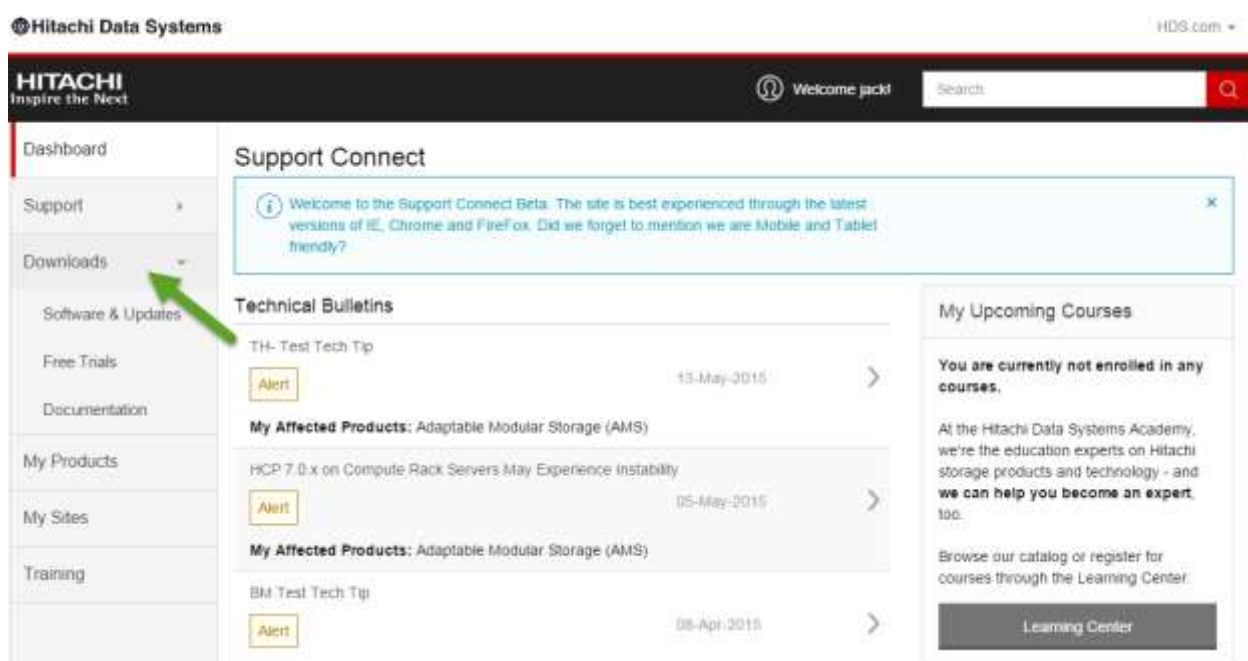 Hitachi Data Systems
HDS.com
HITACHI
Inspire the Next
Welcome jack!
Search
Dashboard
Support
Downloads
Software & Updates
Free Trials
Documentation
My Products
My Sites
Training
Support Connect
Welcome to the Support Connect Beta. The site is best experienced through the latest
versions of IE, Chrome and FireFox. Did we forget to mention we are Mobile and Tablet
friendly?
Technical Bulletins
TH- Test Tech Tip
Alert
13-May-2015
My Affected Products: Adaptable Modular Storage (AMS)
HCP 7.0.x on Compute Rack Servers May Experience Instability
Alert
05-May-2015
My Affected Products: Adaptable Modular Storage (AMS)
BM Test Tech Tip
Alert
08-Apr-2015
My Upcoming Courses
You are currently not enrolled in any
courses.
At the Hitachi Data Systems Academy,
we're the education experts on Hitachi
storage products and technology - and
we can help you become an expert,
too.
Browse our catalog or register for
courses through the Learning Center.
Learning Center